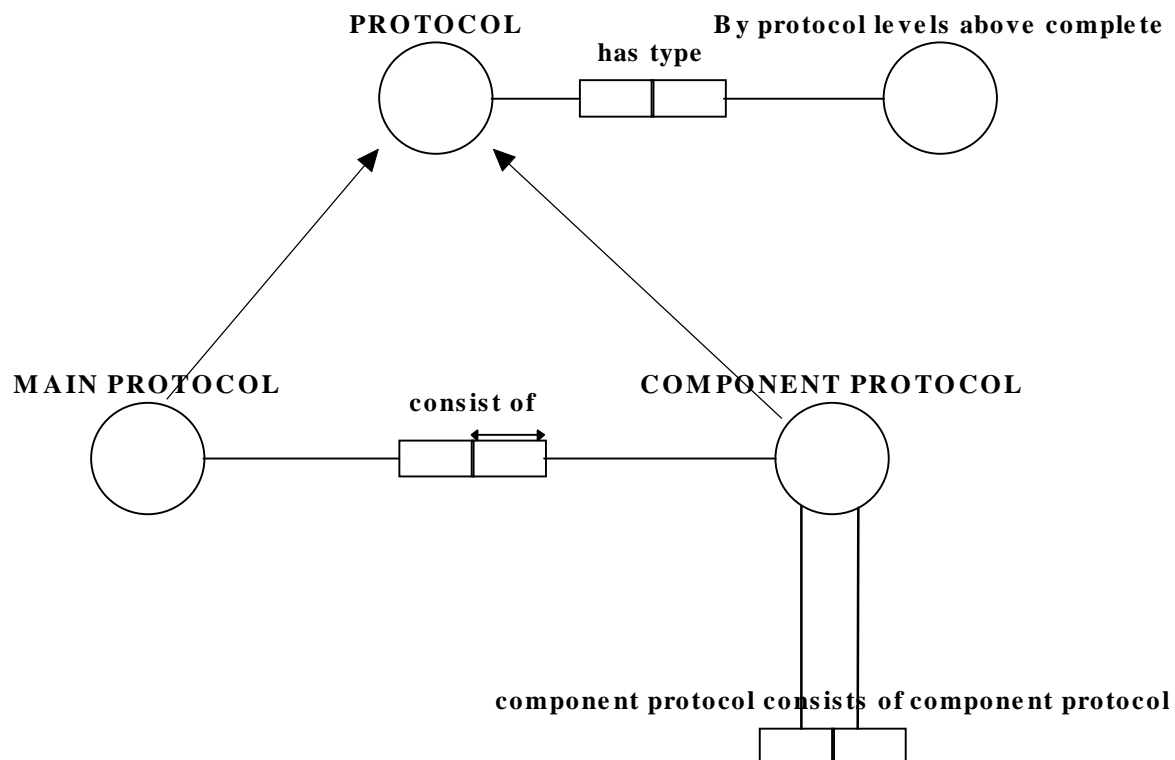 PROTOCOL
By protocol levels above complete
has type
MAIN PROTOCOL
COMPONENT PROTOCOL
consist of
component protocol consists of component protocol